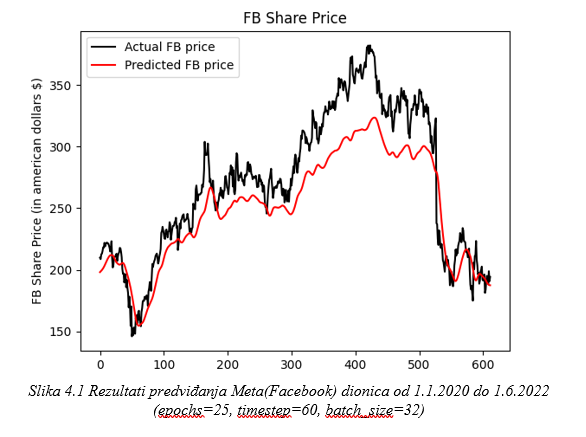 FB Share Price
Actual FB price
Predicted FB price
FB Share Price (in american dollars $)
350
300
250
200
150
0
100
200
300
400
500
600
Slika 4.1 Rezultati predviđanja Meta(Facebook) dionica od 1.1.2020 do 1.6.2022
(epochs=25, timestep=60, batch_size=32)